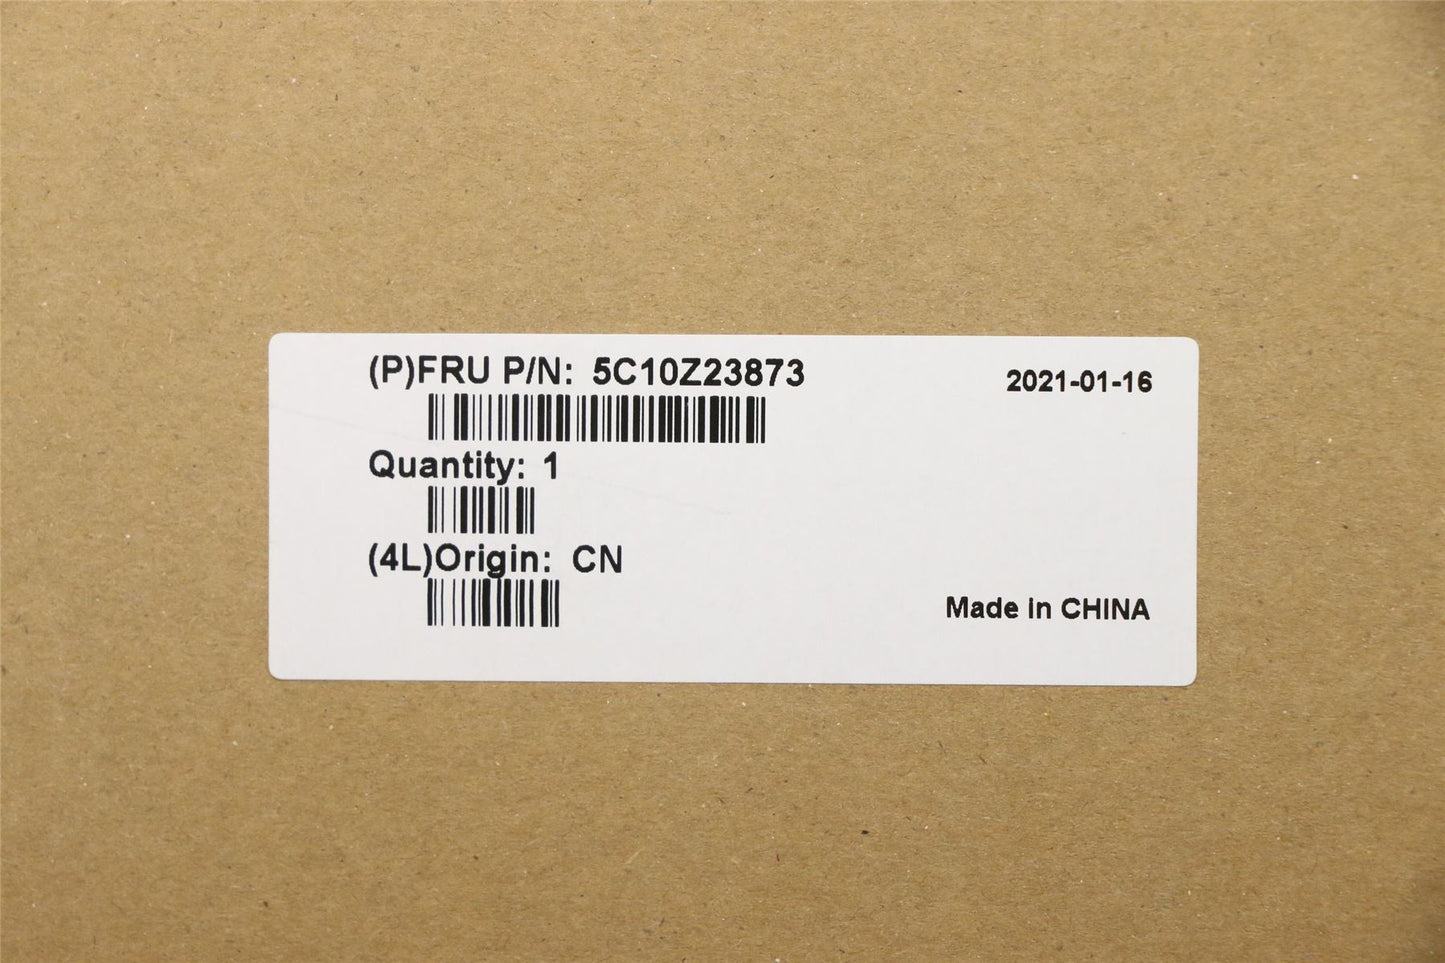 (P)FRU P/N: 5C10Z23873
2021-01-16
Quantity: 1
(4L)Origin: CN
Made in CHINA